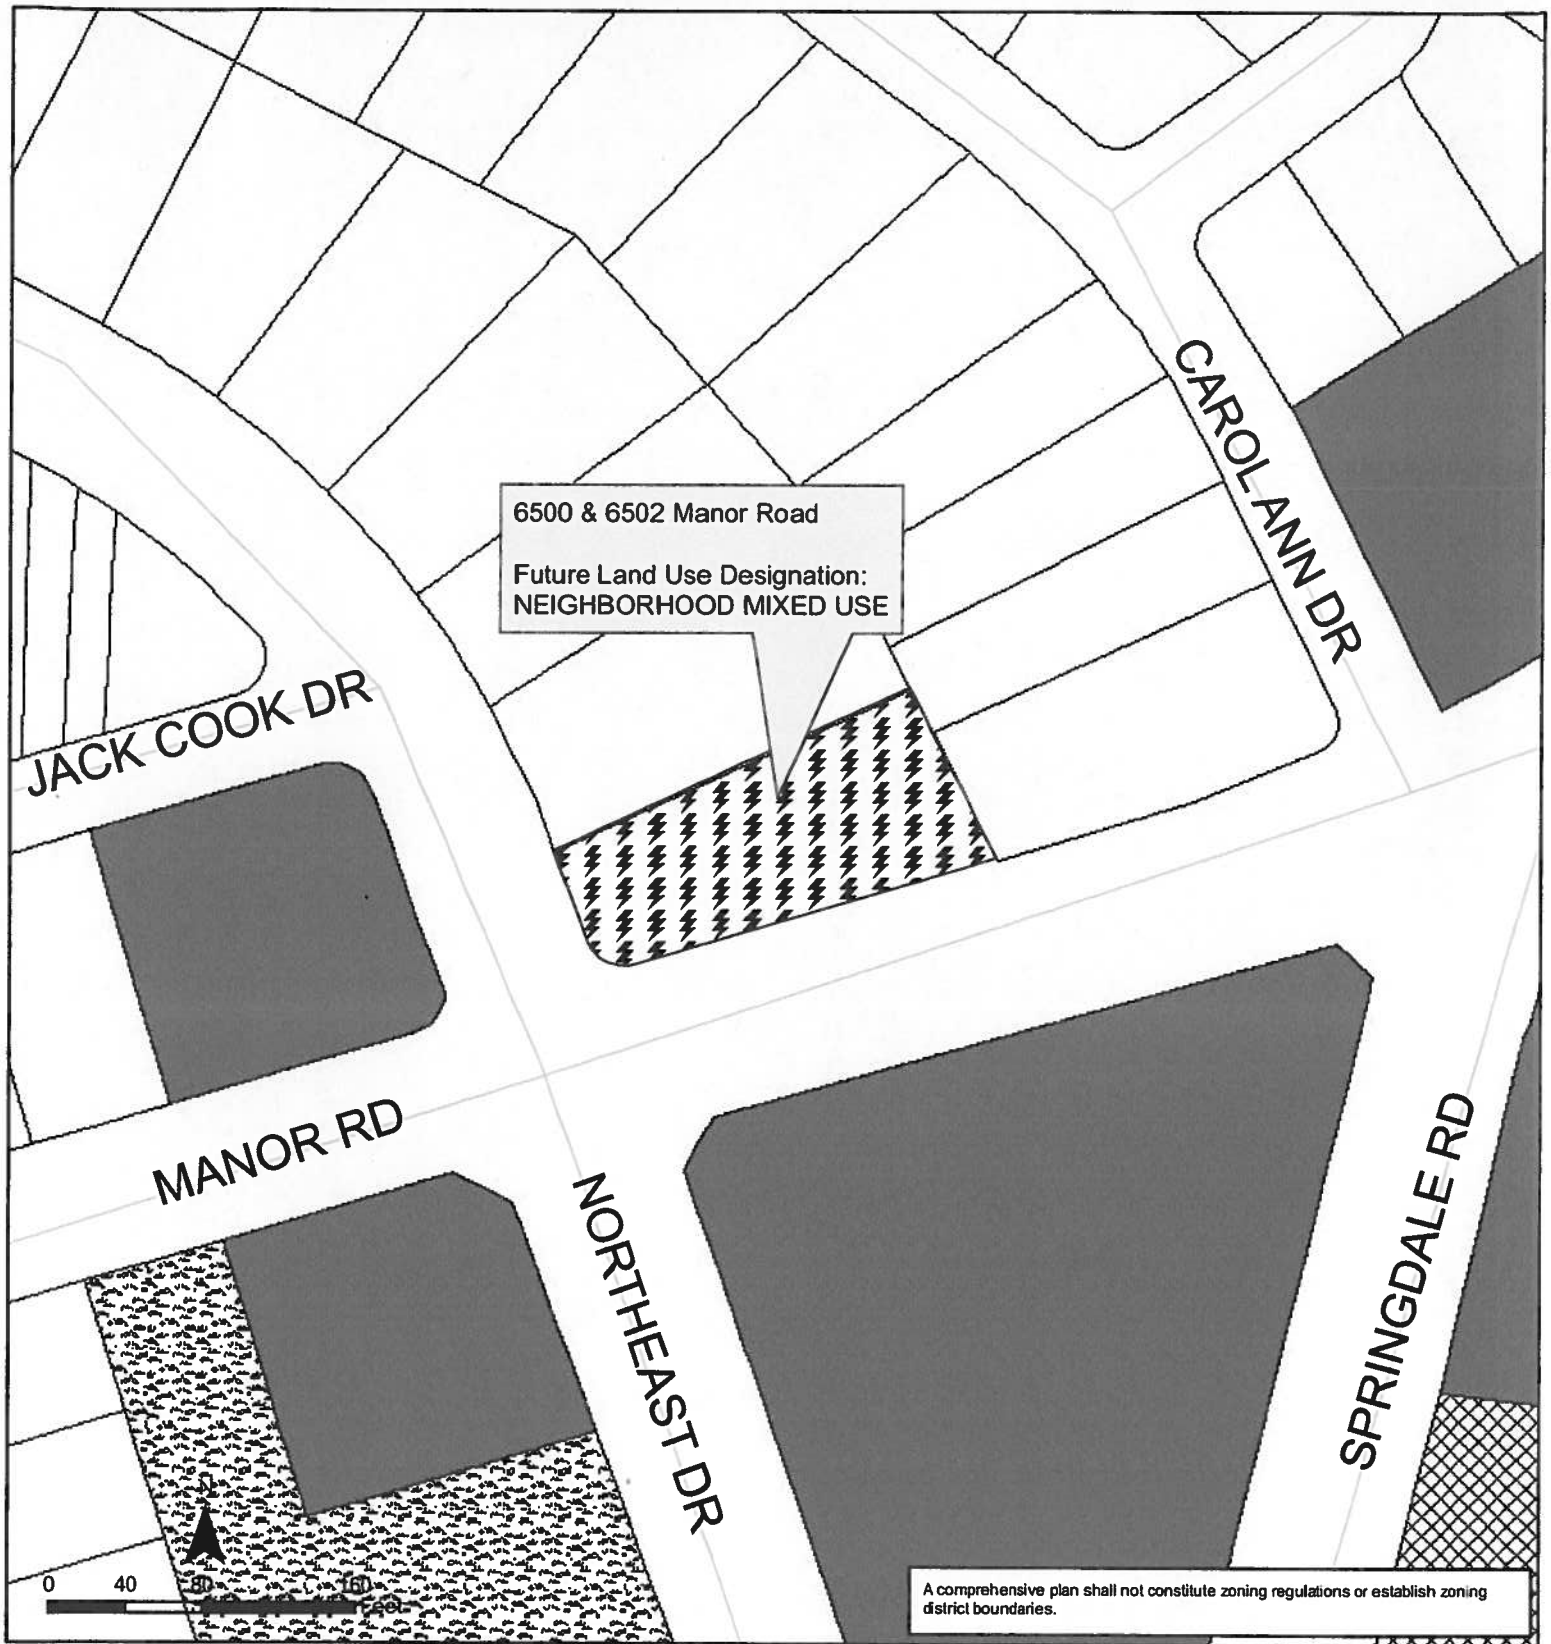 6500 & 6502 Manor Road
Future Land Use Designation:
NEIGHBORHOOD MIXED USE
CAROL ANN DR
JACK COOK DR
MANOR RD
NORTHEAST DR
SPRINGDALE RD
N
0 40 80 160
Feet
A comprehensive plan shall not constitute zoning regulations or establish zoning
district boundaries.